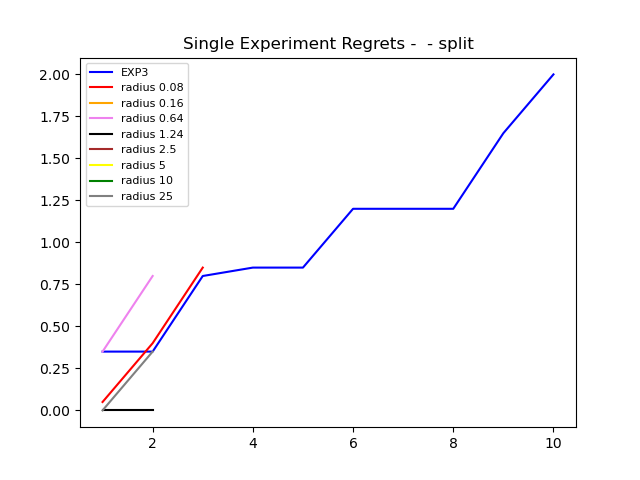 Single Experiment Regrets -  - split
EXP3
radius 0.08
radius 0.16
radius 0.64
radius 1.24
radius 2.5
radius 5
radius 10
radius 25
2.00
1.75
1.50
1.25
1.00
0.75
0.50
0.25
0.00
2 4 6 8 10